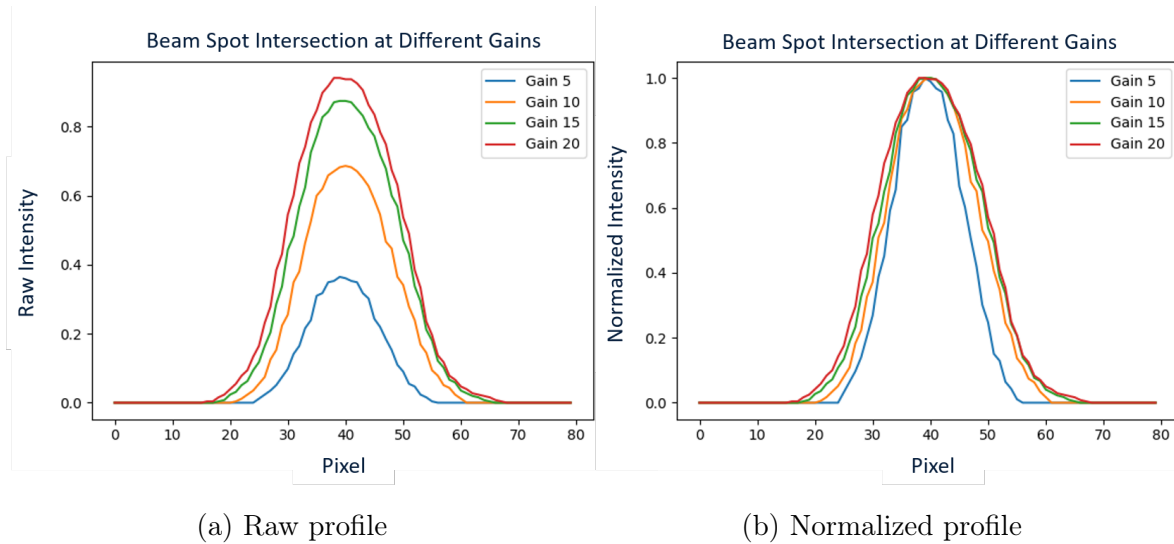 Beam Spot Intersection at Different Gains
Raw Intensity
0.8
0.6
0.4
0.2
0.0
Gain 5
Gain 10
Gain 15
Gain 20
0 10 20 30 40 50 60 70 80
Pixel
(a) Raw profile
Beam Spot Intersection at Different Gains
Normalized Intensity
1.0
0.8
0.6
0.4
0.2
0.0
Gain 5
Gain 10
Gain 15
Gain 20
0 10 20 30 40 50 60 70 80
Pixel
(b) Normalized profile